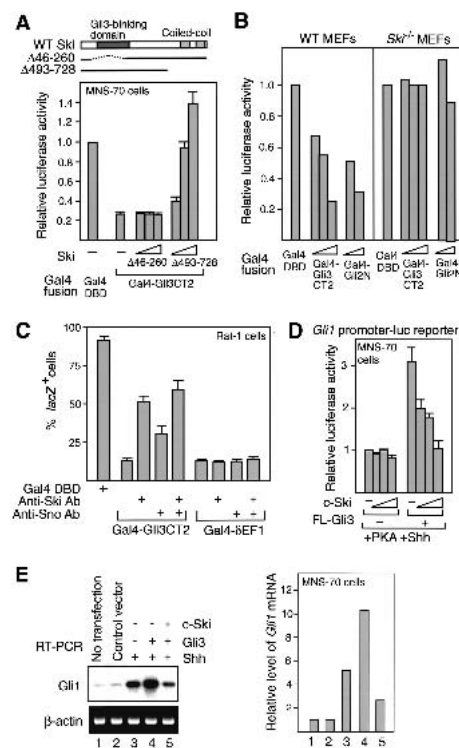 A
Gli3-binding domain
Coiled-coil
WT Ski
Δ46-260
Δ493-728
MNS-70 cells
Relative luciferase activity
1.4
1.2
1.0
0.8
0.6
0.4
0.2
Ski
– – Δ46-260 Δ493-728
Gal4 fusion
Gal4 DBD
Gal4-Gli3CT2
B
WT MEFs
Ski-/- MEFs
Relative luciferase activity
1.0
0.8
0.6
0.4
0.2
Gal4 fusion
Gal4 DBD
Gal4-Gli3 CT2
Gal4-Gli2N
Gal4 DBD
Gal4-Gli3 CT2
Gal4-Gli2N
C
Rat-1 cells
% lacZ+ cells
100
75
50
25
0
Gal4 DBD +
Anti-Ski Ab + + +
Anti-Sno Ab + + + +
Gal4-Gli3CT2
Gal4-δEF1
D
Gli1 promoter-luc reporter
MNS-70 cells
Relative luciferase activity
3
2
1
0
c-Ski – –
FL-Gli3 – +
+PKA +Shh
E
RT-PCR
No transfection
Control vector
– – + c-Ski
– + + Gli3
+ + + Shh
Gli1
β-actin
1 2 3 4 5
MNS-70 cells
Relative level of Gli1 mRNA
10
8
6
4
2
0
1 2 3 4 5